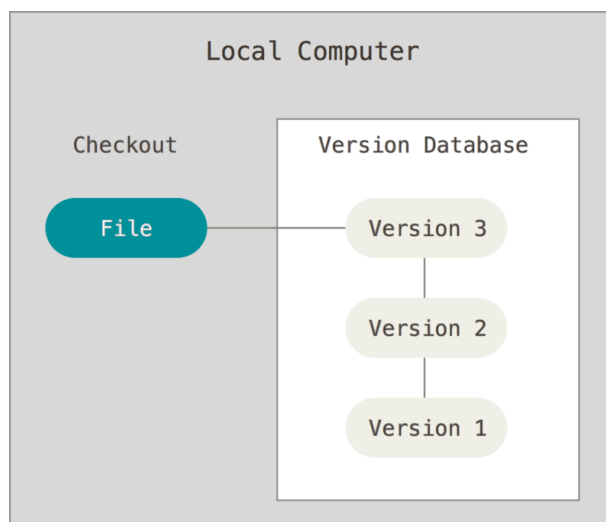 Local Computer
Checkout
Version Database
File
Version 3
Version 2
Version 1